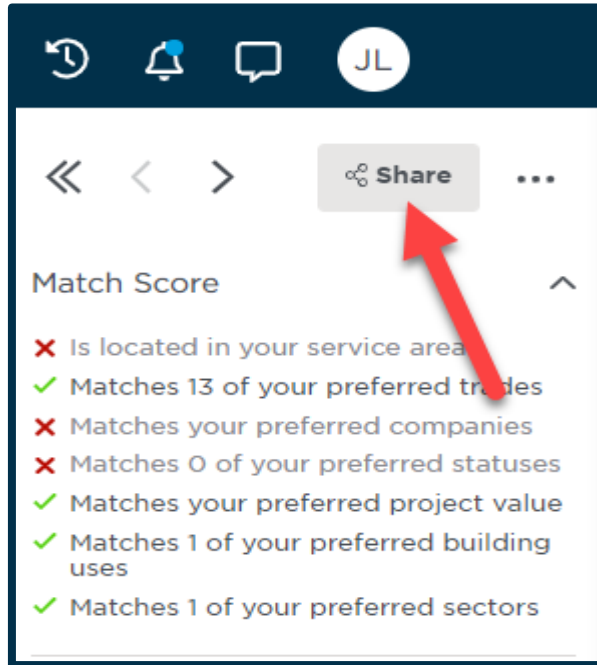 JL
Share
Match Score
Is located in your service area
Matches 13 of your preferred trades
Matches your preferred companies
Matches 0 of your preferred statuses
Matches your preferred project value
Matches 1 of your preferred building
uses
Matches 1 of your preferred sectors